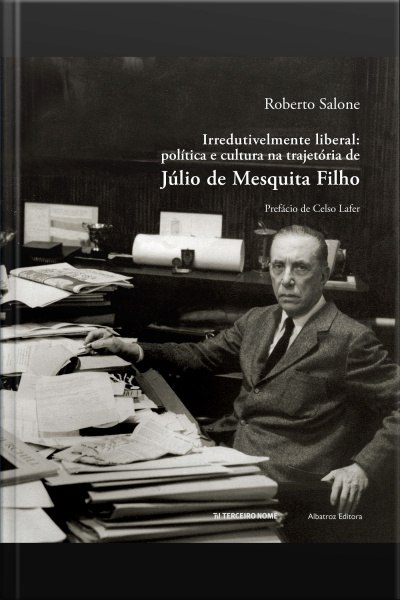 Roberto Salone
Irredutivelmente liberal:
política e cultura na trajetória de
Júlio de Mesquita Filho
Prefácio de Celso Lafer
TERCEIRO NOME
Albatroz Editora